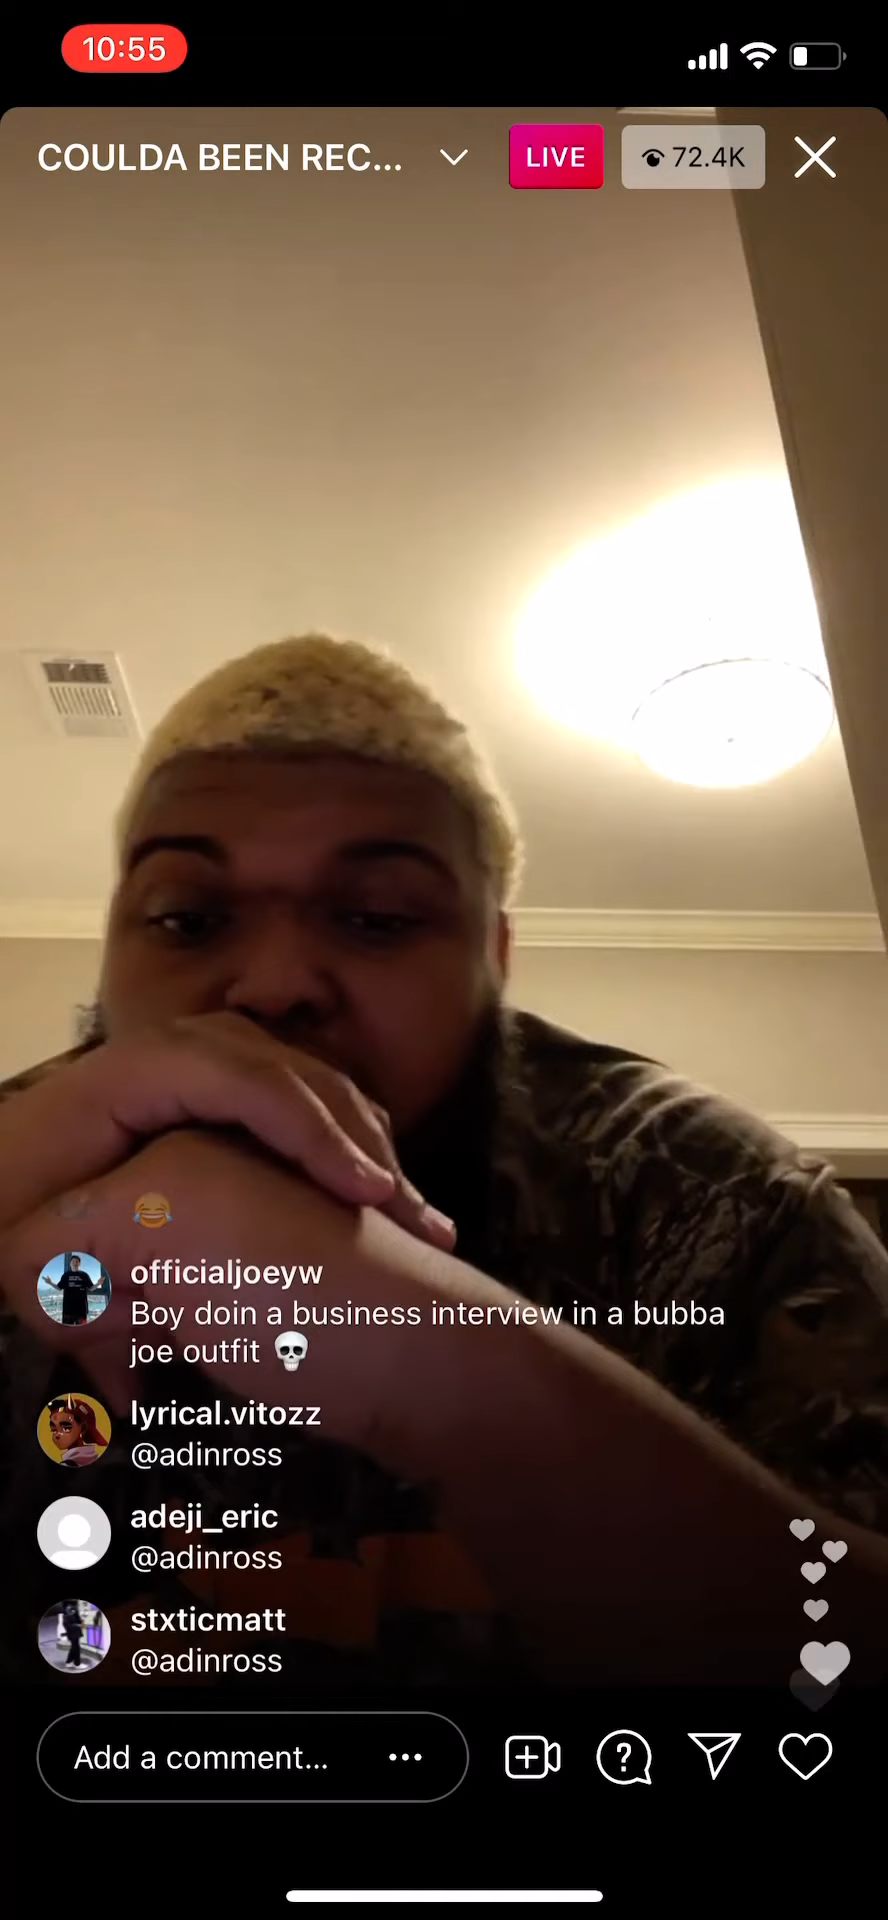 10:55
COULDA BEEN REC...
LIVE
72.4K
officialjoeyw
Boy doin a business interview in a bubba
joe outfit 💀
lyrical.vitozz
@adinross
adeji_eric
@adinross
stxticmatt
@adinross
Add a comment...